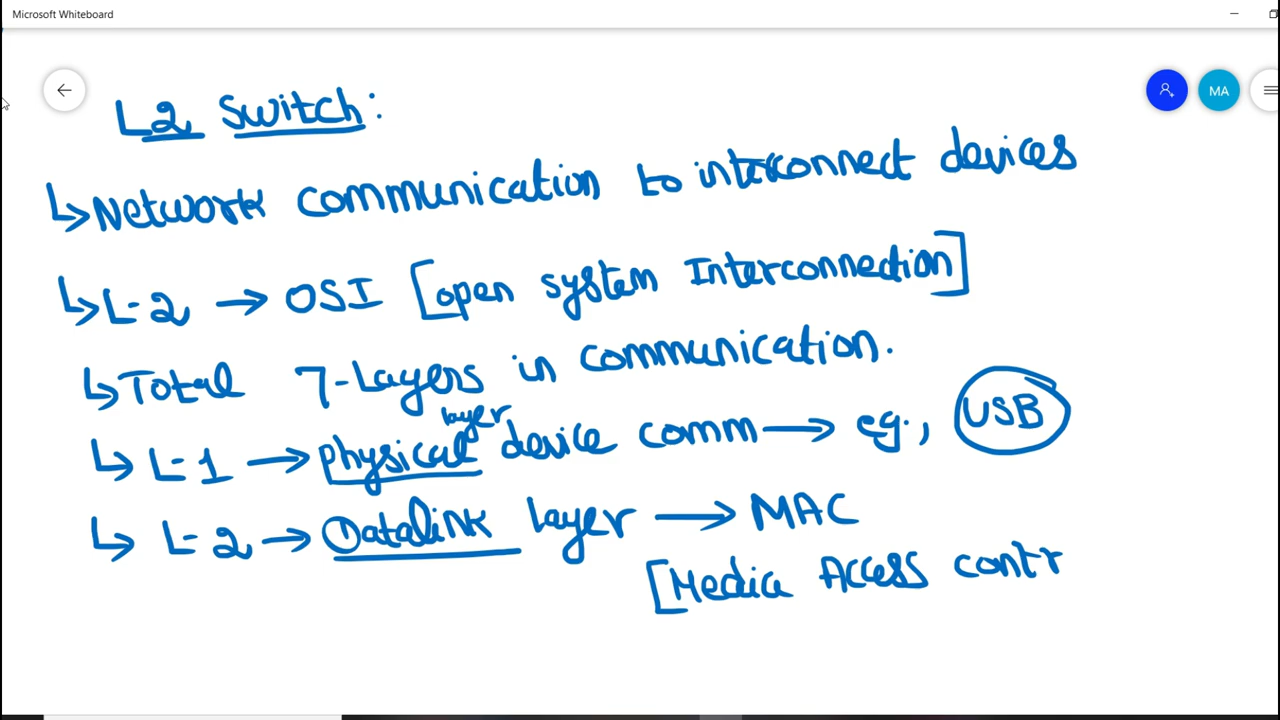 Microsoft Whiteboard
MA
L2 Switch:
↳ Network communication to interconnect devices
↳ L-2 → OSI [open system Interconnection]
↳ Total 7-Layers in communication.
layer
↳ L-1 → physical device comm → eg., USB
↳ L-2 → Datalink layer → MAC
[Media Access contr